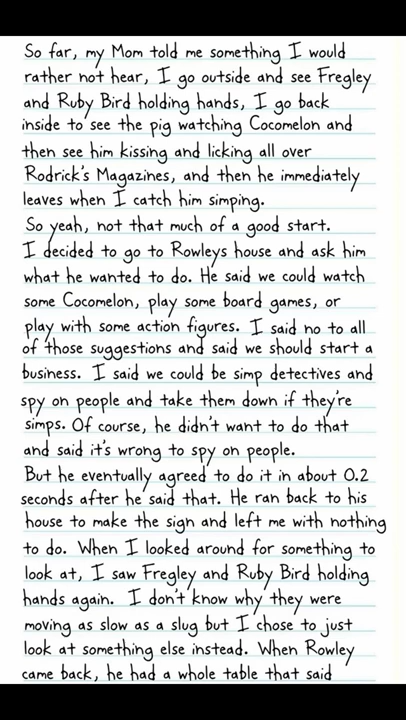 So far, my Mom told me something I would
rather not hear, I go outside and see Fregley
and Ruby Bird holding hands, I go back
inside to see the pig watching Cocomelon and
then see him kissing and licking all over
Rodrick's Magazines, and then he immediately
leaves when I catch him simping.
So yeah, not that much of a good start.
I decided to go to Rowleys house and ask him
what he wanted to do. He said we could watch
some Cocomelon, play some board games, or
play with some action figures. I said no to all
of those suggestions and said we should start a
business. I said we could be simp detectives and
spy on people and take them down if they're
simps. Of course, he didn't want to do that
and said it's wrong to spy on people.
But he eventually agreed to do it in about 0.2
seconds after he said that. He ran back to his
house to make the sign and left me with nothing
to do. When I looked around for something to
look at, I saw Fregley and Ruby Bird holding
hands again. I don't know why they were
moving as slow as a slug but I chose to just
look at something else instead. When Rowley
came back, he had a whole table that said